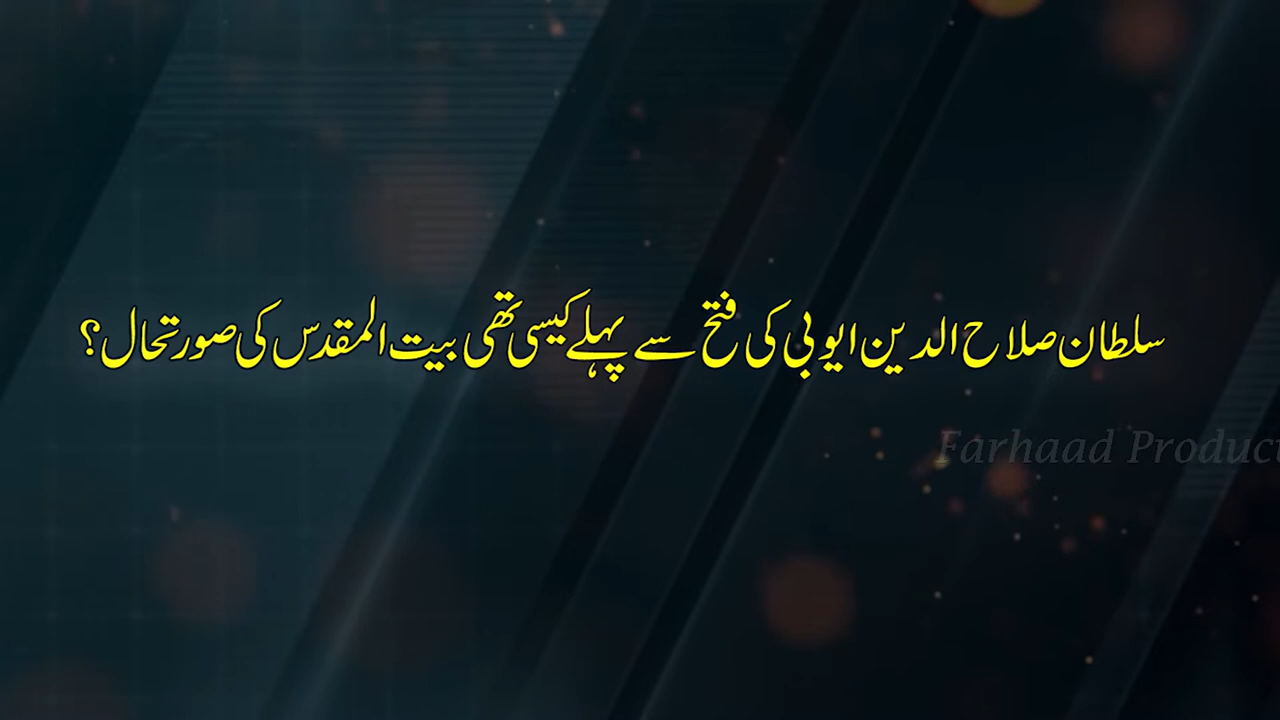 سلطان صلاح الدین ایوبی کی فتح سے پہلے کیسی تھی بیت المقدس کی صورتحال؟
Farhaad Product